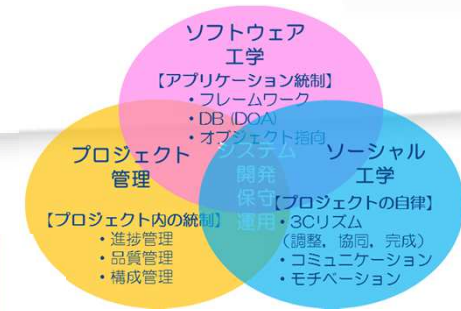 ソフトウェア
工学
【アプリケーション統制】
・フレームワーク
・DB (DOA)
・オブジェクト指向
プロジェクト
管理
【プロジェクト内の統制】
・進捗管理
・品質管理
・構成管理
システム
開発
保守
運用
ソーシャル
工学
【プロジェクトの自律】
・3Cリズム
（調整，協同，完成）
・コミュニケーション
・モチベーション